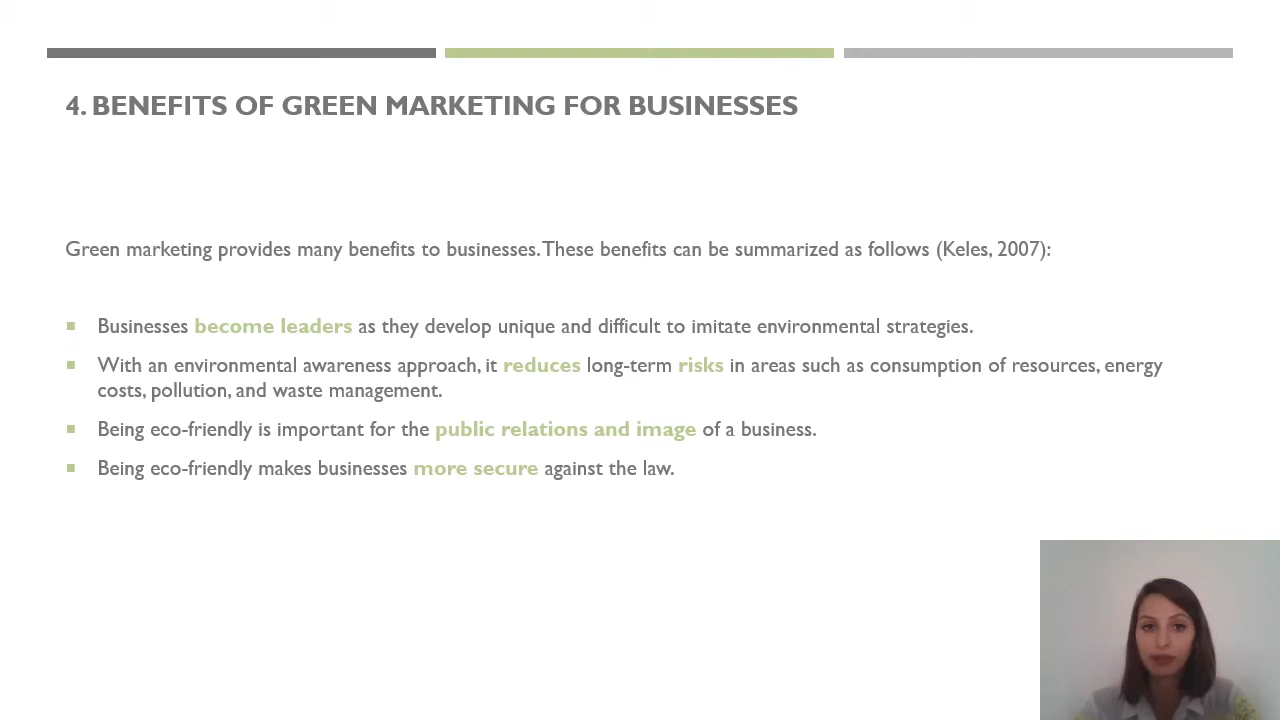 4. BENEFITS OF GREEN MARKETING FOR BUSINESSES
Green marketing provides many benefits to businesses. These benefits can be summarized as follows (Keles, 2007):
Businesses become leaders as they develop unique and difficult to imitate environmental strategies.
With an environmental awareness approach, it reduces long-term risks in areas such as consumption of resources, energy
costs, pollution, and waste management.
Being eco-friendly is important for the public relations and image of a business.
Being eco-friendly makes businesses more secure against the law.